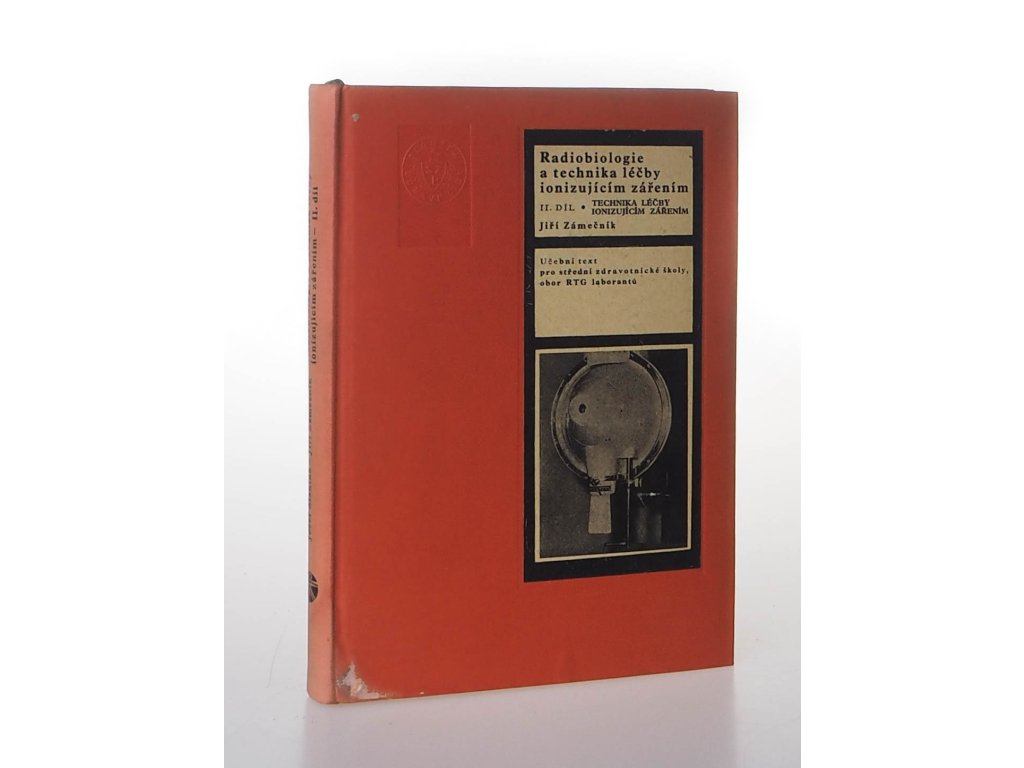 Radiobiologie
a technika léčby
ionizujícím zářením
II. DÍL • TECHNIKA LÉČBY
IONIZUJÍCÍM ZÁŘENÍM
Jiří Zámečník
Učební text
pro střední zdravotnické školy,
obor RTG laborantů
ionizujícím zářením — II. díl